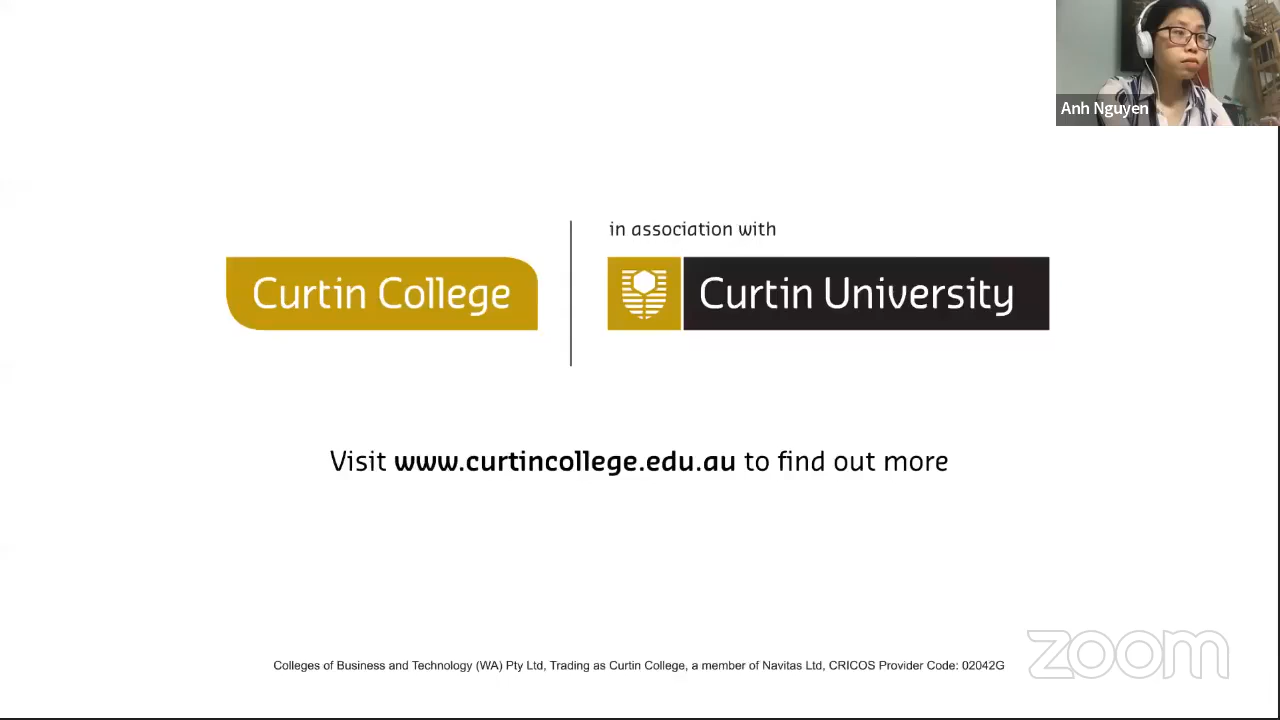 Anh Nguyen
in association with
Curtin College
Curtin University
Visit www.curtincollege.edu.au to find out more
Colleges of Business and Technology (WA) Pty Ltd, Trading as Curtin College, a member of Navitas Ltd, CRICOS Provider Code: 02042G
zoom